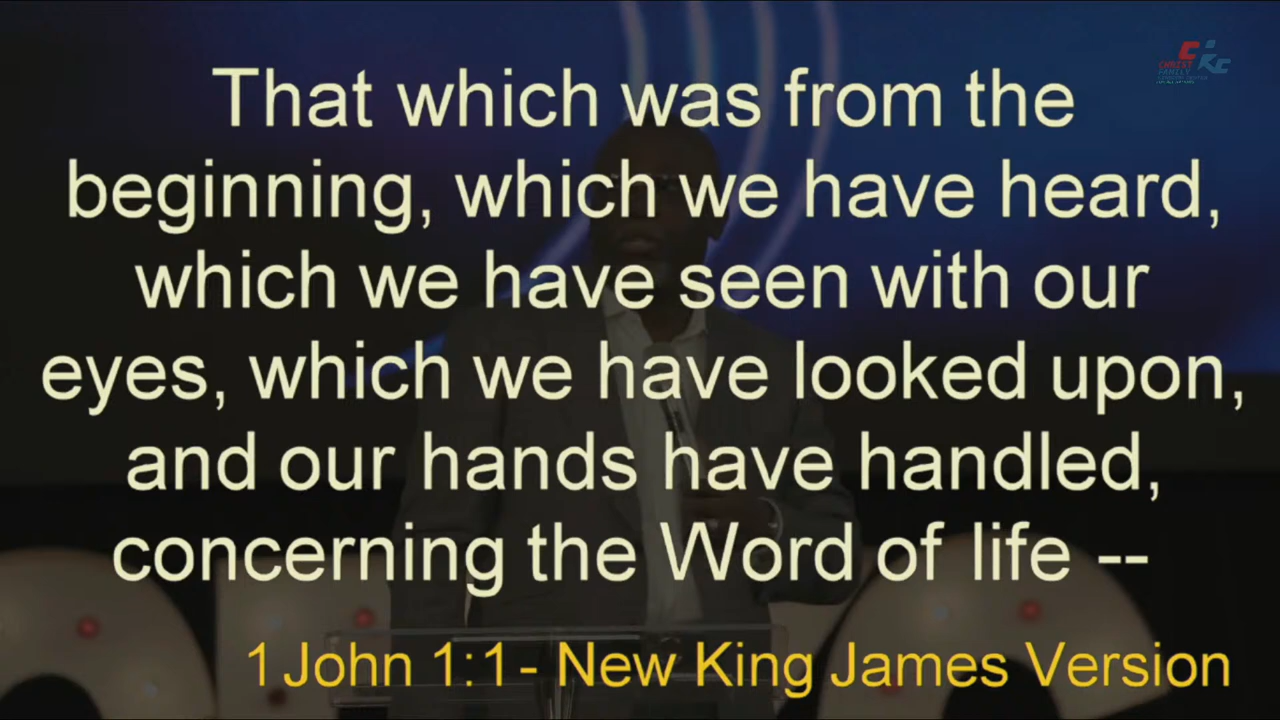 CHRIST
FAMILY
That which was from the
beginning, which we have heard,
which we have seen with our
eyes, which we have looked upon,
and our hands have handled,
concerning the Word of life --
1 John 1:1- New King James Version